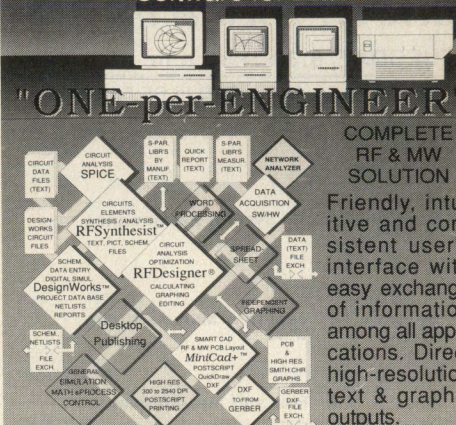 "ONE-per-ENGINEER"
COMPLETE
RF & MW
SOLUTION
Friendly, intu
itive and con
sistent user
interface wit
easy exchang
of informatio
among all app
cations. Direc
high-resolutio
text & graph
outputs.
CIRCUIT
DATA
FILES
(TEXT)
CIRCUIT
ANALYSIS
SPICE
S-PAR.
LIBR'S
BY
MANUF.
(TEXT)
QUICK
REPORT
(TEXT)
S-PAR.
LIBR'S
MEASUR.
(TEXT)
NETWORK
ANALYZER
DESIGN-
WORKS
CIRCUIT
FILES
CIRCUITS.
ELEMENTS
SYNTHESIS / ANALYSIS
RFSynthesist™
TEXT, PICT, SCHEM.
FILES
WORD
PROCESSING
DATA
ACQUISITION
SW/HW
SCHEM.
DATA ENTRY
DIGITAL SIMUL
DesignWorks™
PROJECT DATA BASE
NETLISTS
REPORTS
CIRCUIT
ANALYSIS
OPTIMIZATION
RFDesigner®
CALCULATING
GRAPHING
EDITING
SPREAD-
SHEET
DATA
(TEXT)
FILE
EXCH.
INDEPENDENT
GRAPHING
SCHEM.
NETLISTS
FILE
EXCH.
Desktop
Publishing
SMART CAD
RF & MW PCB Layout
MiniCad+™
POSTSCRIPT
QuickDraw
DXF
PCB
&
HIGH RES.
SMITH CHR.
GRAPHS
GENERAL
SIMULATION
MATH ePROCESS
CONTROL
HIGH RES
300 to 2540 DPI
POSTSCRIPT
PRINTING
DXF
TO/FROM
GERBER
GERBER
DXF
FILE
EXCH.